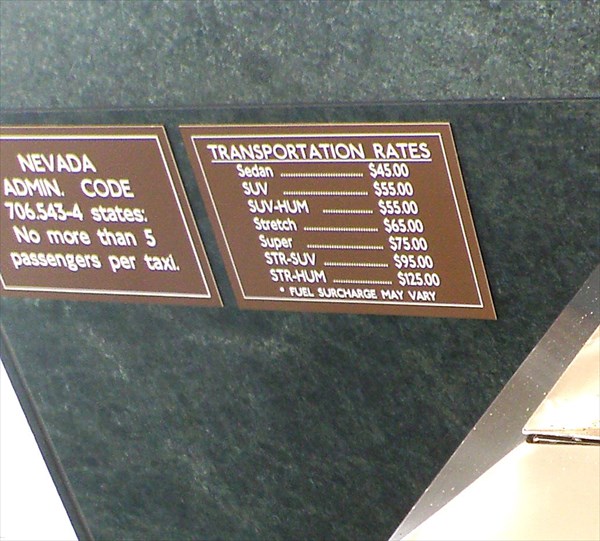 NEVADA
ADMIN. CODE
706.543-4 states:
No more than 5
passengers per taxi.
TRANSPORTATION RATES
Sedan ........................ $45.00
SUV ........................ $55.00
SUV-HUM .............. $55.00
Stretch ...................... $65.00
Super ...................... $75.00
STR-SUV .................. $95.00
STR-HUM ................ $125.00
* FUEL SURCHARGE MAY VARY